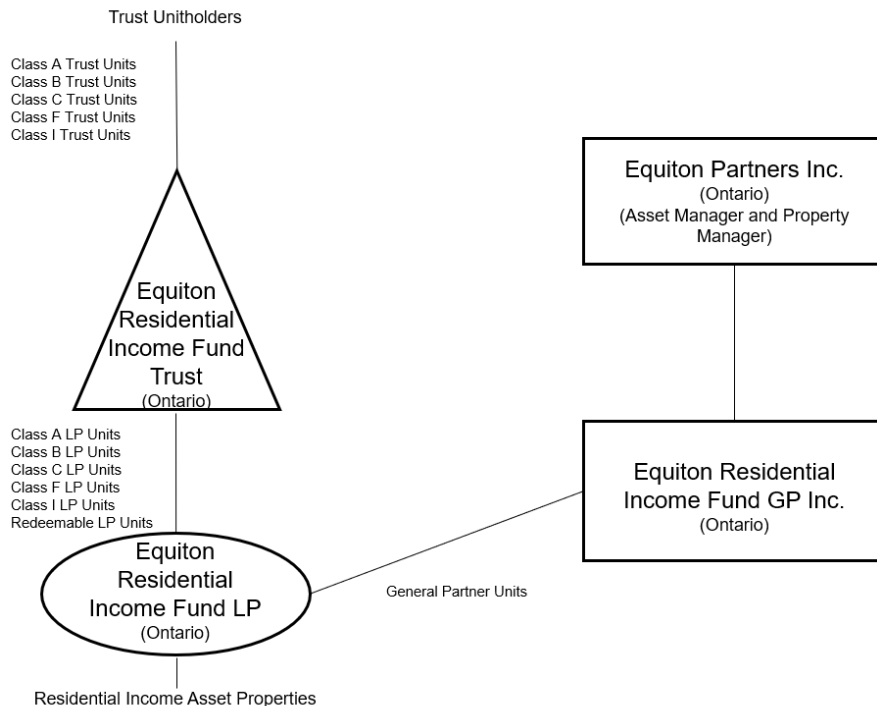 Trust Unitholders
Class A Trust Units
Class B Trust Units
Class C Trust Units
Class F Trust Units
Class I Trust Units
Equiton Partners Inc.
(Ontario)
(Asset Manager and Property
Manager)
Equiton
Residential
Income Fund
Trust
(Ontario)
Class A LP Units
Class B LP Units
Class C LP Units
Class F LP Units
Class I LP Units
Redeemable LP Units
Equiton Residential
Income Fund GP Inc.
(Ontario)
Equiton
Residential
Income Fund LP
(Ontario)
General Partner Units
Residential Income Asset Properties